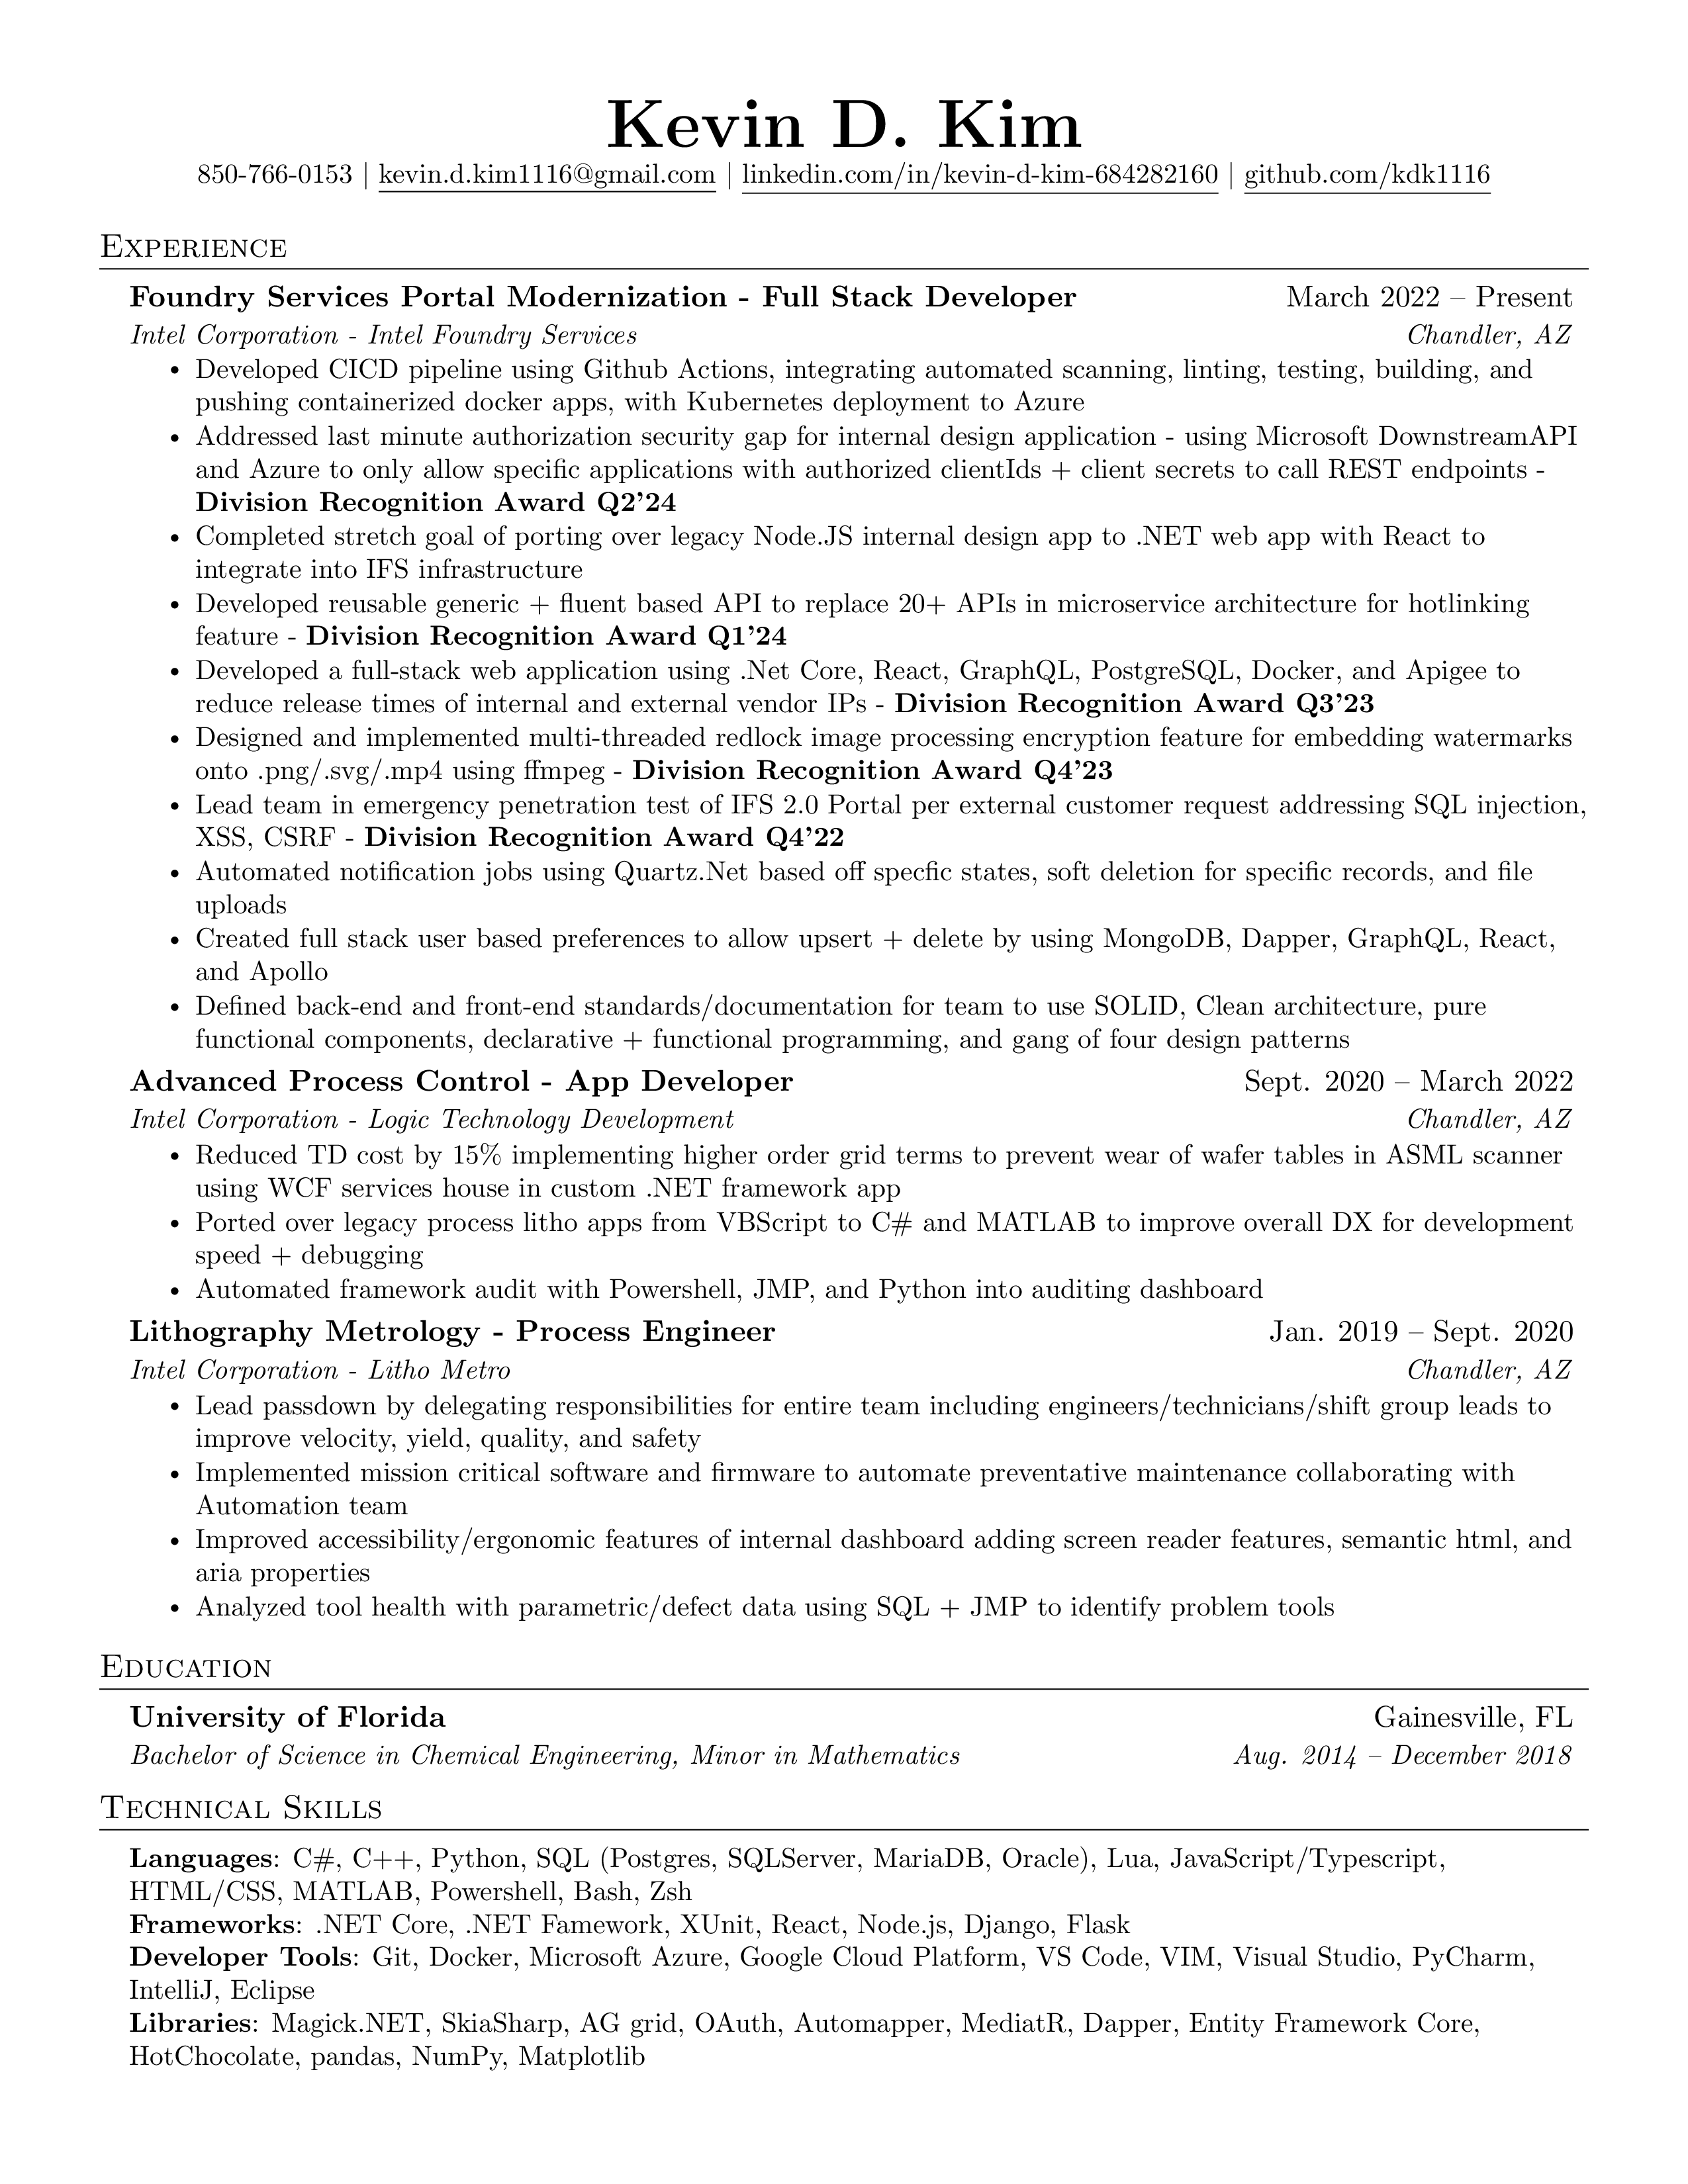 Kevin D. Kim
850-766-0153 | kevin.d.kim1116@gmail.com | linkedin.com/in/kevin-d-kim-684282160 | github.com/kdk1116
Experience
Foundry Services Portal Modernization - Full Stack Developer March 2022 – Present
Intel Corporation - Intel Foundry Services Chandler, AZ
• Developed CICD pipeline using Github Actions, integrating automated scanning, linting, testing, building, and
pushing containerized docker apps, with Kubernetes deployment to Azure
• Addressed last minute authorization security gap for internal design application - using Microsoft DownstreamAPI
and Azure to only allow specific applications with authorized clientIds + client secrets to call REST endpoints -
Division Recognition Award Q2’24
• Completed stretch goal of porting over legacy Node.JS internal design app to .NET web app with React to
integrate into IFS infrastructure
• Developed reusable generic + fluent based API to replace 20+ APIs in microservice architecture for hotlinking
feature - Division Recognition Award Q1’24
• Developed a full-stack web application using .Net Core, React, GraphQL, PostgreSQL, Docker, and Apigee to
reduce release times of internal and external vendor IPs - Division Recognition Award Q3’23
• Designed and implemented multi-threaded redlock image processing encryption feature for embedding watermarks
onto .png/.svg/.mp4 using ffmpeg - Division Recognition Award Q4’23
• Lead team in emergency penetration test of IFS 2.0 Portal per external customer request addressing SQL injection,
XSS, CSRF - Division Recognition Award Q4’22
• Automated notification jobs using Quartz.Net based off specfic states, soft deletion for specific records, and file
uploads
• Created full stack user based preferences to allow upsert + delete by using MongoDB, Dapper, GraphQL, React,
and Apollo
• Defined back-end and front-end standards/documentation for team to use SOLID, Clean architecture, pure
functional components, declarative + functional programming, and gang of four design patterns
Advanced Process Control - App Developer Sept. 2020 – March 2022
Intel Corporation - Logic Technology Development Chandler, AZ
• Reduced TD cost by 15% implementing higher order grid terms to prevent wear of wafer tables in ASML scanner
using WCF services house in custom .NET framework app
• Ported over legacy process litho apps from VBScript to C# and MATLAB to improve overall DX for development
speed + debugging
• Automated framework audit with Powershell, JMP, and Python into auditing dashboard
Lithography Metrology - Process Engineer Jan. 2019 – Sept. 2020
Intel Corporation - Litho Metro Chandler, AZ
• Lead passdown by delegating responsibilities for entire team including engineers/technicians/shift group leads to
improve velocity, yield, quality, and safety
• Implemented mission critical software and firmware to automate preventative maintenance collaborating with
Automation team
• Improved accessibility/ergonomic features of internal dashboard adding screen reader features, semantic html, and
aria properties
• Analyzed tool health with parametric/defect data using SQL + JMP to identify problem tools
Education
University of Florida Gainesville, FL
Bachelor of Science in Chemical Engineering, Minor in Mathematics Aug. 2014 – December 2018
Technical Skills
Languages: C#, C++, Python, SQL (Postgres, SQLServer, MariaDB, Oracle), Lua, JavaScript/Typescript,
HTML/CSS, MATLAB, Powershell, Bash, Zsh
Frameworks: .NET Core, .NET Famework, XUnit, React, Node.js, Django, Flask
Developer Tools: Git, Docker, Microsoft Azure, Google Cloud Platform, VS Code, VIM, Visual Studio, PyCharm,
IntelliJ, Eclipse
Libraries: Magick.NET, SkiaSharp, AG grid, OAuth, Automapper, MediatR, Dapper, Entity Framework Core,
HotChocolate, pandas, NumPy, Matplotlib